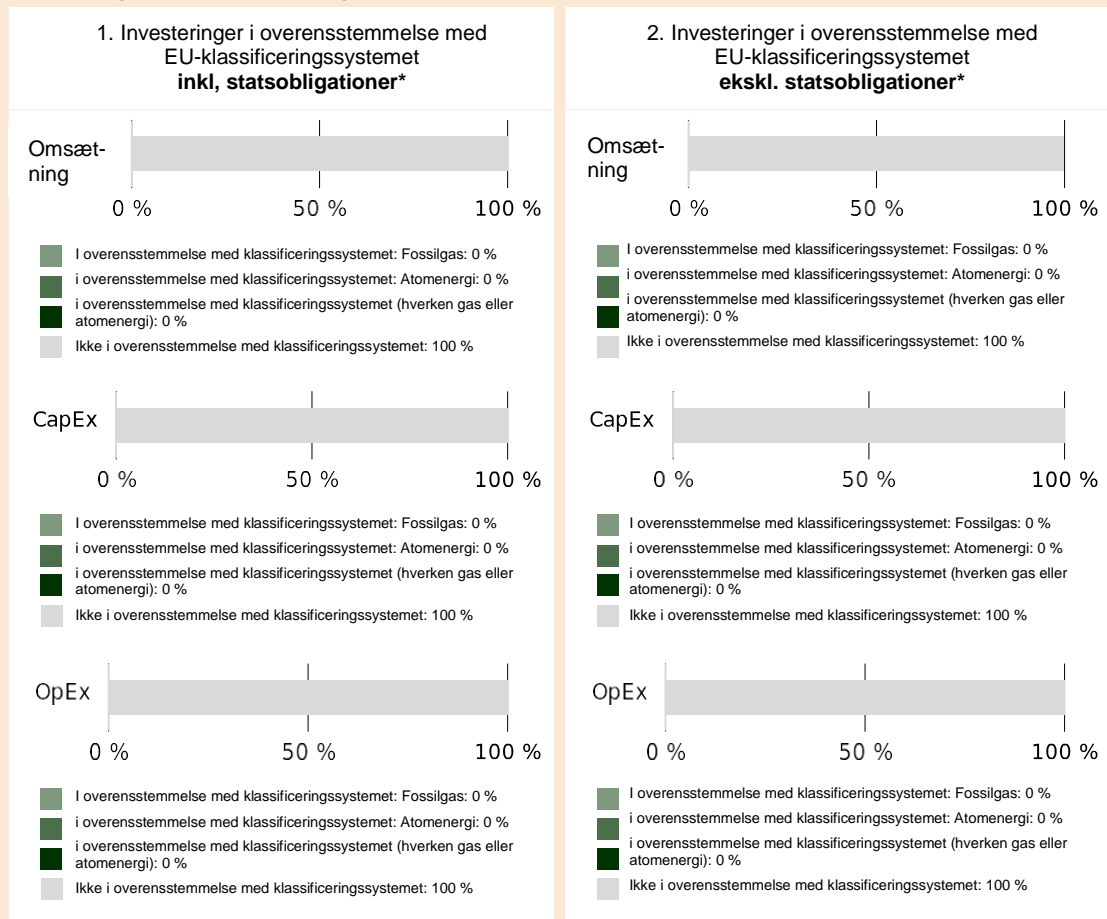 1. Investeringer i overensstemmelse med
EU-klassificeringssystemet
inkl, statsobligationer*
Omsæt-
ning
0 %
50 %
100 %
I overensstemmelse med klassificeringssystemet: Fossilgas: 0 %
i overensstemmelse med klassificeringssystemet: Atomenergi: 0 %
i overensstemmelse med klassificeringssystemet (hverken gas eller
atomenergi): 0 %
Ikke i overensstemmelse med klassificeringssystemet: 100 %
CapEx
0 %
50 %
100 %
I overensstemmelse med klassificeringssystemet: Fossilgas: 0 %
i overensstemmelse med klassificeringssystemet: Atomenergi: 0 %
i overensstemmelse med klassificeringssystemet (hverken gas eller
atomenergi): 0 %
Ikke i overensstemmelse med klassificeringssystemet: 100 %
OpEx
0 %
50 %
100 %
I overensstemmelse med klassificeringssystemet: Fossilgas: 0 %
i overensstemmelse med klassificeringssystemet: Atomenergi: 0 %
i overensstemmelse med klassificeringssystemet (hverken gas eller
atomenergi): 0 %
Ikke i overensstemmelse med klassificeringssystemet: 100 %
2. Investeringer i overensstemmelse med
EU-klassificeringssystemet
ekskl. statsobligationer*
Omsæt-
ning
0 %
50 %
100 %
I overensstemmelse med klassificeringssystemet: Fossilgas: 0 %
i overensstemmelse med klassificeringssystemet: Atomenergi: 0 %
i overensstemmelse med klassificeringssystemet (hverken gas eller
atomenergi): 0 %
Ikke i overensstemmelse med klassificeringssystemet: 100 %
CapEx
0 %
50 %
100 %
I overensstemmelse med klassificeringssystemet: Fossilgas: 0 %
i overensstemmelse med klassificeringssystemet: Atomenergi: 0 %
i overensstemmelse med klassificeringssystemet (hverken gas eller
atomenergi): 0 %
Ikke i overensstemmelse med klassificeringssystemet: 100 %
OpEx
0 %
50 %
100 %
I overensstemmelse med klassificeringssystemet: Fossilgas: 0 %
i overensstemmelse med klassificeringssystemet: Atomenergi: 0 %
i overensstemmelse med klassificeringssystemet (hverken gas eller
atomenergi): 0 %
Ikke i overensstemmelse med klassificeringssystemet: 100 %